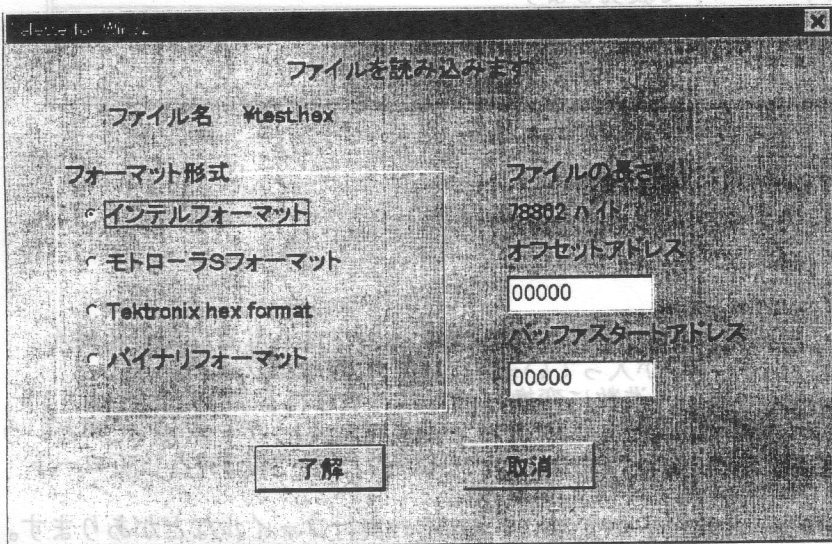 ファイルを読み込みます
ファイル名 ¥test.hex
フォーマット形式
インテルフォーマット
モトローラSフォーマット
Tektronix hex format
バイナリフォーマット
ファイルの長さ
78862 バイト
オフセットアドレス
00000
バッファスタートアドレス
00000
了解
取消